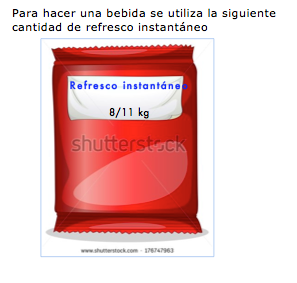 Para hacer una bebida se utiliza la siguiente
cantidad de refresco instantáneo
Refresco instantáneo
8/11 kg
shutterstock
www.shutterstock.com · 176747963